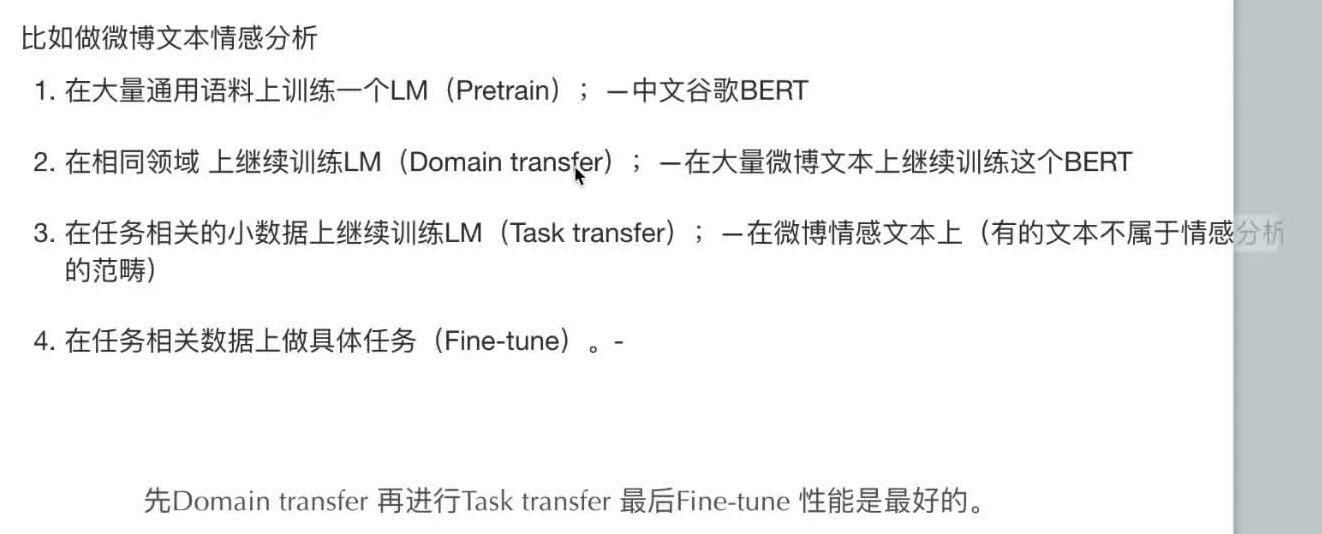 比如做微博文本情感分析
1. 在大量通用语料上训练一个LM（Pretrain）； —中文谷歌BERT
2. 在相同领域 上继续训练LM（Domain transfer）； —在大量微博文本上继续训练这个BERT
3. 在任务相关的小数据上继续训练LM（Task transfer）； —在微博情感文本上（有的文本不属于情感分析
的范畴）
4. 在任务相关数据上做具体任务（Fine-tune）。-
先Domain transfer 再进行Task transfer 最后Fine-tune 性能是最好的。